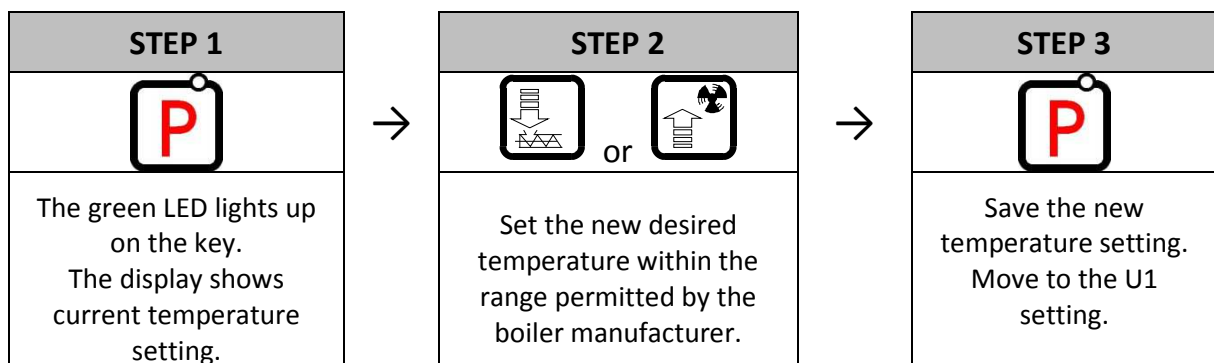 STEP 1
P
The green LED lights up
on the key.
The display shows
current temperature
setting.
→
STEP 2
or
Set the new desired
temperature within the
range permitted by the
boiler manufacturer.
→
STEP 3
P
Save the new
temperature setting.
Move to the U1
setting.